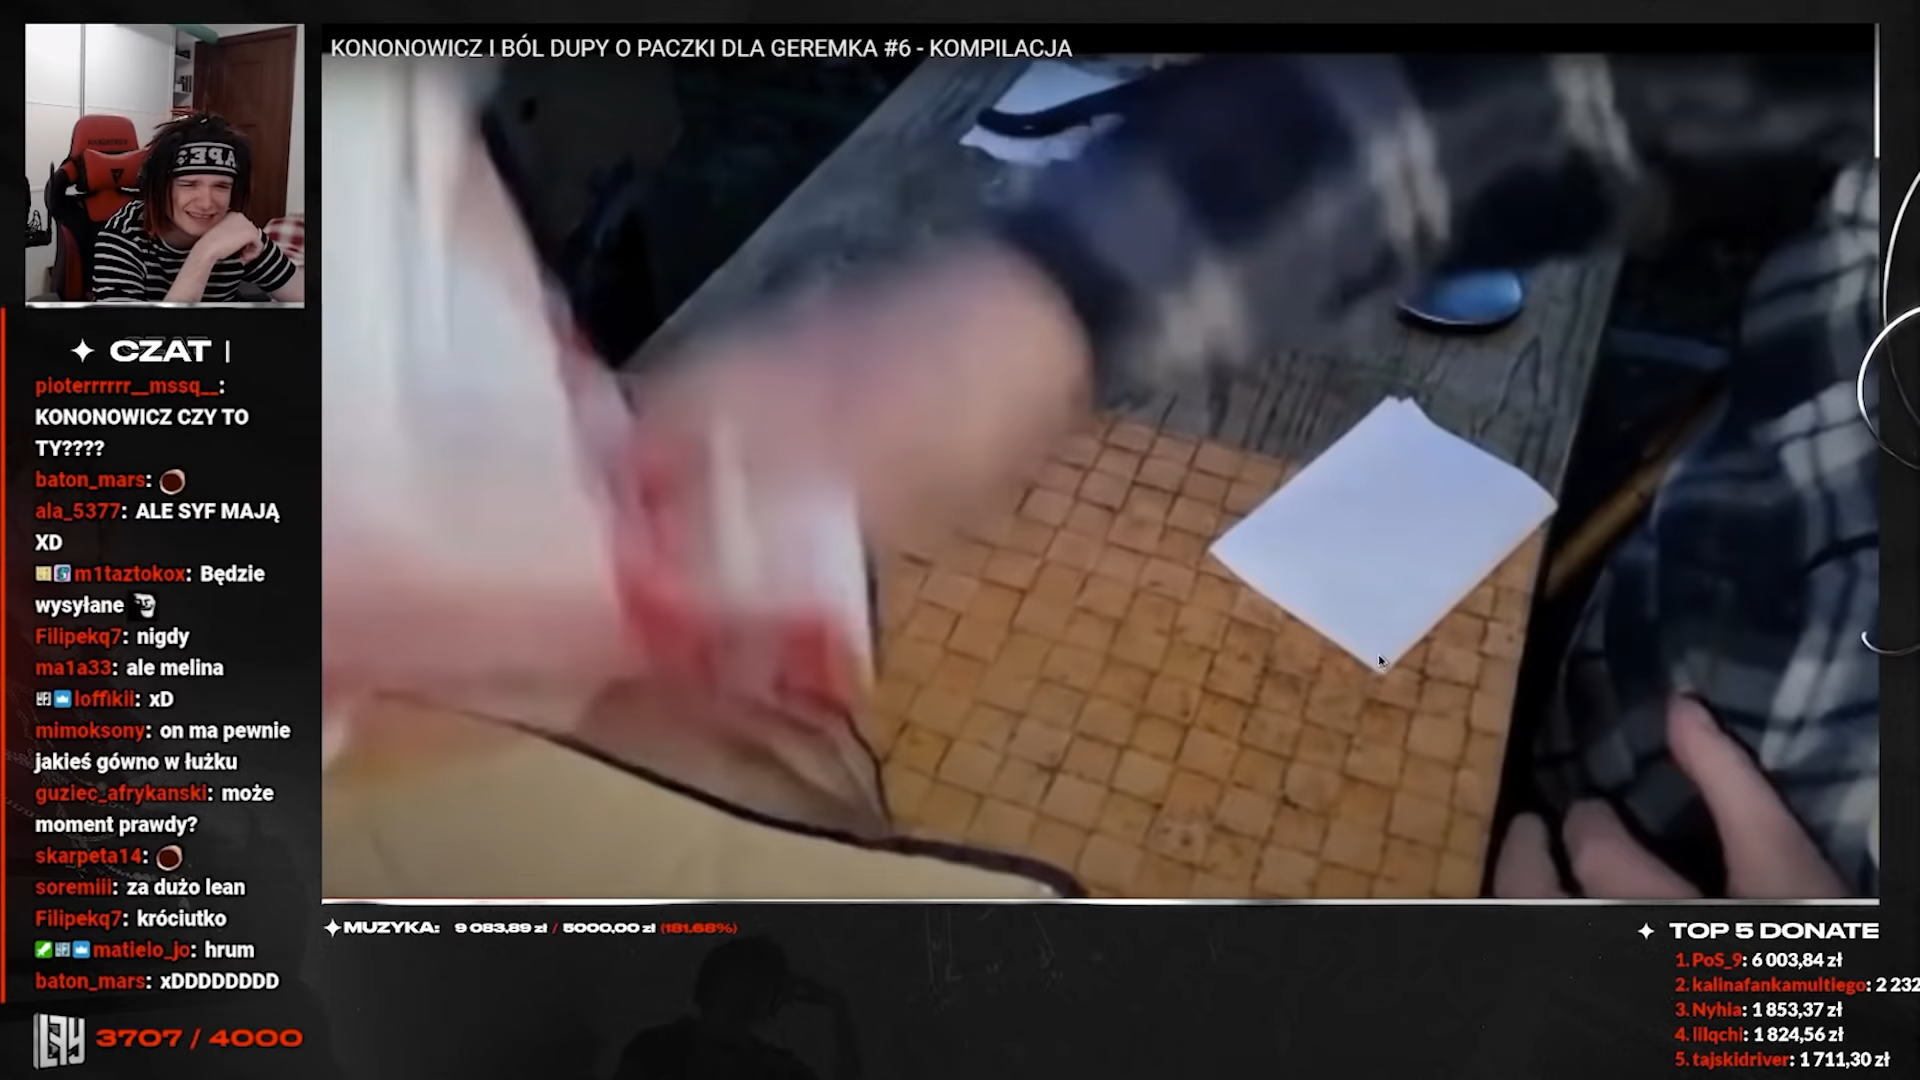 KONONOWICZ I BÓL DUPY O PACZKI DLA GEREMKA #6 - KOMPILACJA
CZAT |
pioterrrrrr__mssq__:
KONONOWICZ CZY TO
TY????
baton_mars:
ala_5377: ALE SYF MAJĄ
XD
m1taztokox: Będzie
wysyłane
Filipekq7: nigdy
ma1a33: ale melina
loffikii: xD
mimoksony: on ma pewnie
jakieś gówno w łużku
guziec_afrykanski: może
moment prawdy?
skarpeta14:
soremiii: za dużo lean
Filipekq7: króciutko
matielo_jo: hrum
baton_mars: xDDDDDDDD
3707 / 4000
MUZYKA: 9 083,89 zł / 5000,00 zł (181.68%)
TOP 5 DONATE
1. PoS_9: 6 003,84 zł
2. kalinafankamultiego: 2 232
3. Nyhia: 1 853,37 zł
4. lilqchi: 1 824,56 zł
5. tajskidriver: 1 711,30 zł